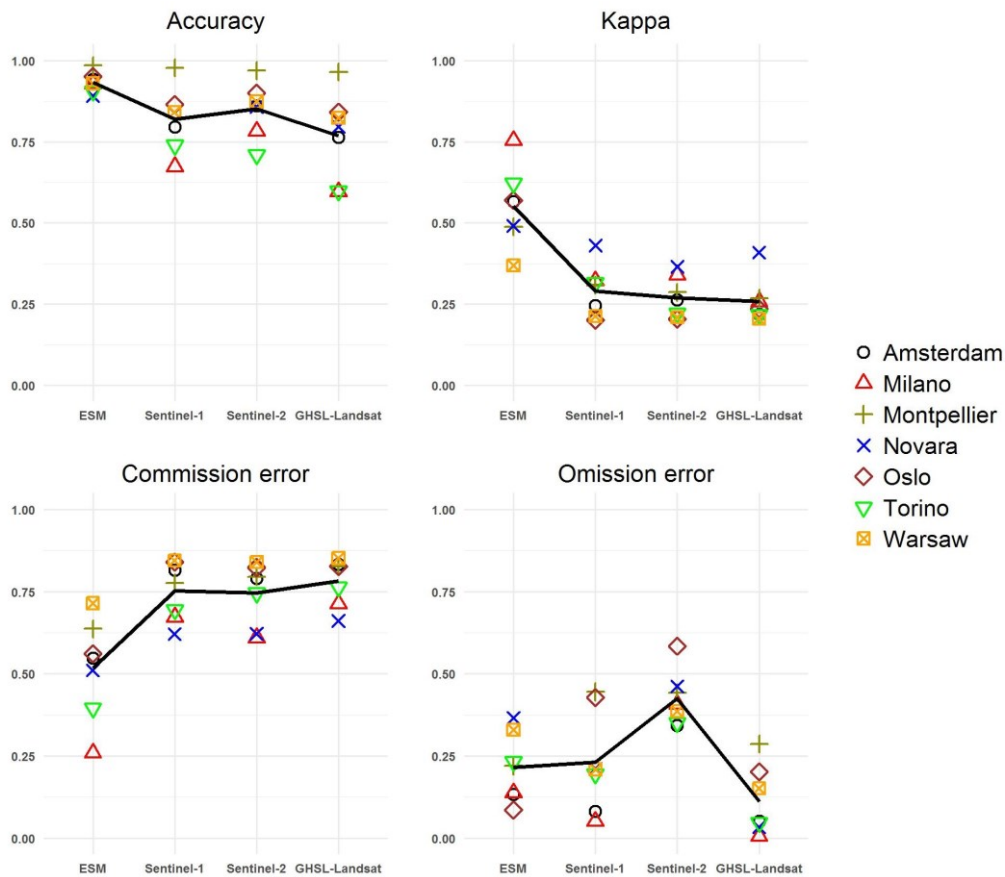 Accuracy
Kappa
1.00
0.75
0.50
0.25
0.00
ESM Sentinel-1 Sentinel-2 GHSL-Landsat
1.00
0.75
0.50
0.25
0.00
ESM Sentinel-1 Sentinel-2 GHSL-Landsat
Commission error
Omission error
1.00
0.75
0.50
0.25
0.00
ESM Sentinel-1 Sentinel-2 GHSL-Landsat
1.00
0.75
0.50
0.25
0.00
ESM Sentinel-1 Sentinel-2 GHSL-Landsat
Amsterdam
Milano
Montpellier
Novara
Oslo
Torino
Warsaw